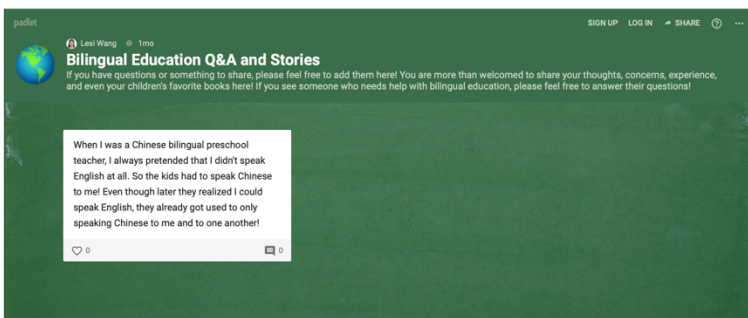 padlet
SIGN UP LOG IN SHARE ? ...
Lesi Wang 1mo
Bilingual Education Q&A and Stories
If you have questions or something to share, please feel free to add them here! You are more than welcomed to share your thoughts, concerns, experience,
and even your children's favorite books here! If you see someone who needs help with bilingual education, please feel free to answer their questions!
When I was a Chinese bilingual preschool
teacher, I always pretended that I didn't speak
English at all. So the kids had to speak Chinese
to me! Even though later they realized I could
speak English, they already got used to only
speaking Chinese to me and to one another!
0 0